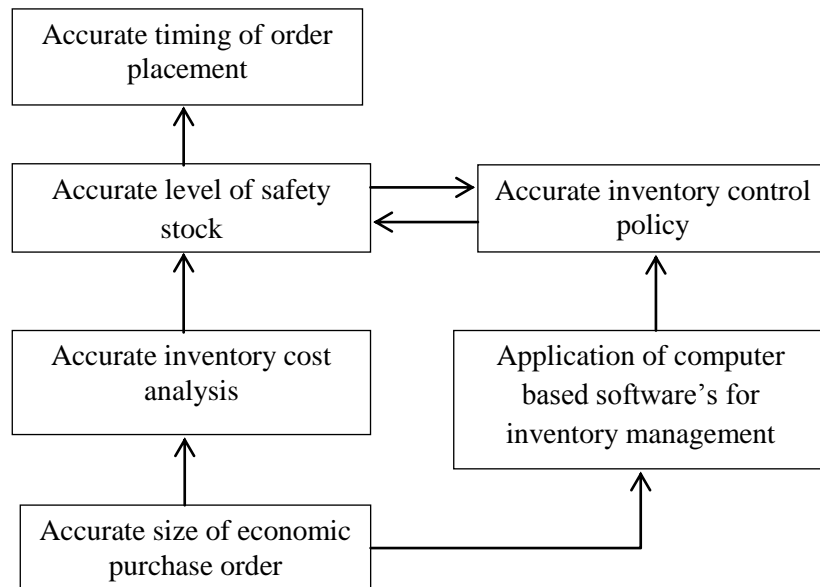 Accurate timing of order
placement
Accurate level of safety
stock
Accurate inventory control
policy
Accurate inventory cost
analysis
Application of computer
based software’s for
inventory management
Accurate size of economic
purchase order